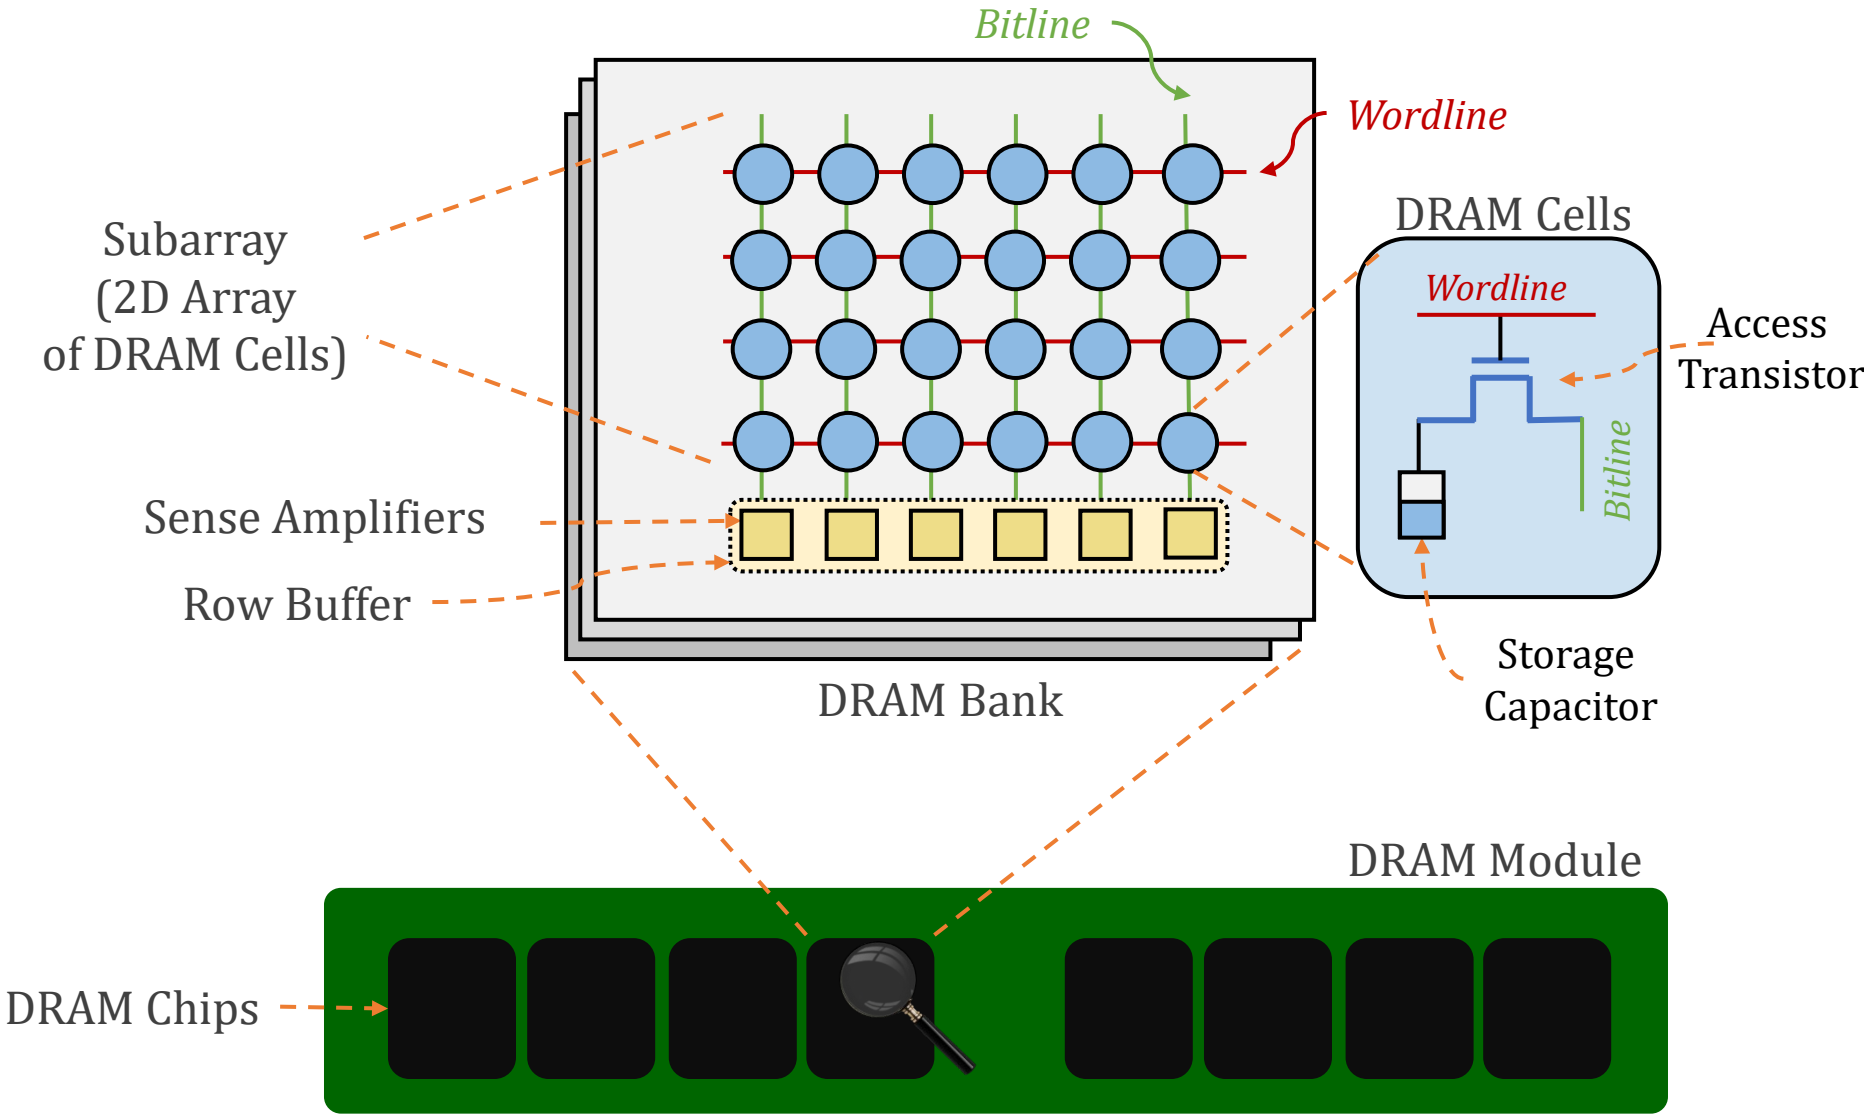 Bitline
Wordline
DRAM Cells
Subarray
(2D Array
of DRAM Cells)
Wordline
Access
Transistor
Bitline
Sense Amplifiers
Row Buffer
Storage
Capacitor
DRAM Bank
DRAM Module
DRAM Chips